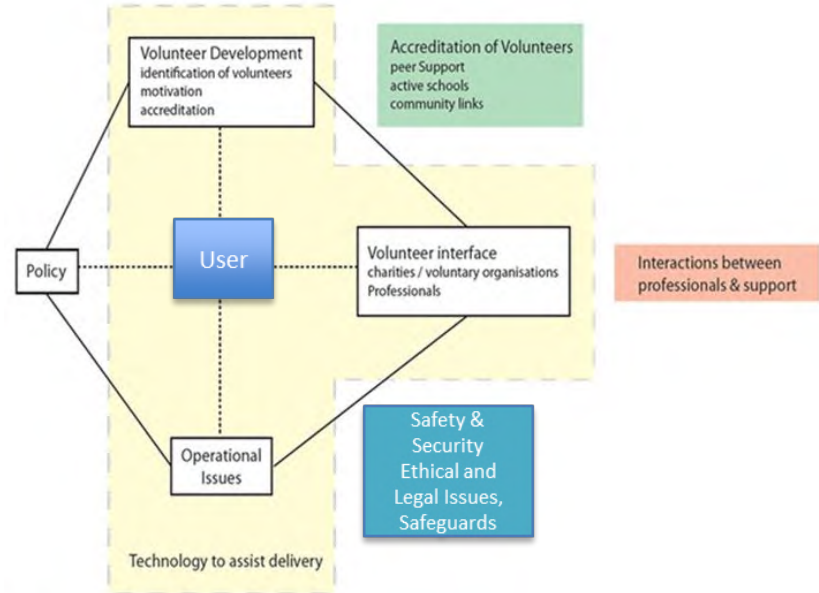 Volunteer Development
identification of volunteers
motivation
accreditation
Accreditation of Volunteers
peer Support
active schools
community links
Policy
User
Volunteer interface
charities / voluntary organisations
Professionals
Interactions between
professionals & support
Operational
Issues
Safety &
Security
Ethical and
Legal Issues,
Safeguards
Technology to assist delivery